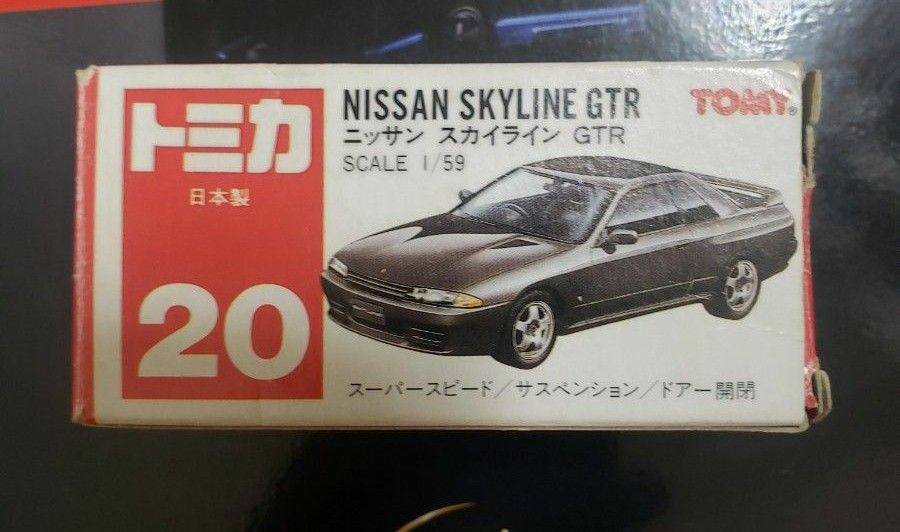 トミカ
日本製
20
NISSAN SKYLINE GTR
ニッサン スカイライン GTR
SCALE 1/59
TOMY®
スーパースピード/サスペンション/ドアー開閉